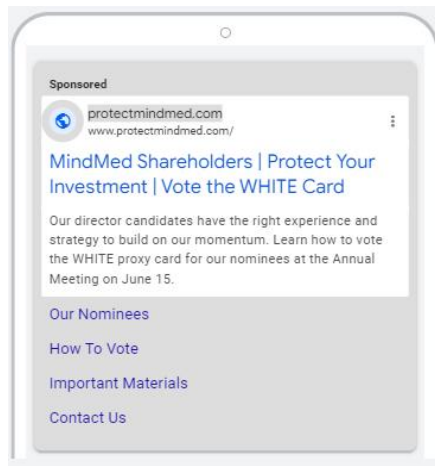 Sponsored
protectmindmed.com
www.protectmindmed.com/
MindMed Shareholders | Protect Your
Investment | Vote the WHITE Card
Our director candidates have the right experience and
strategy to build on our momentum. Learn how to vote
the WHITE proxy card for our nominees at the Annual
Meeting on June 15.
Our Nominees
How To Vote
Important Materials
Contact Us